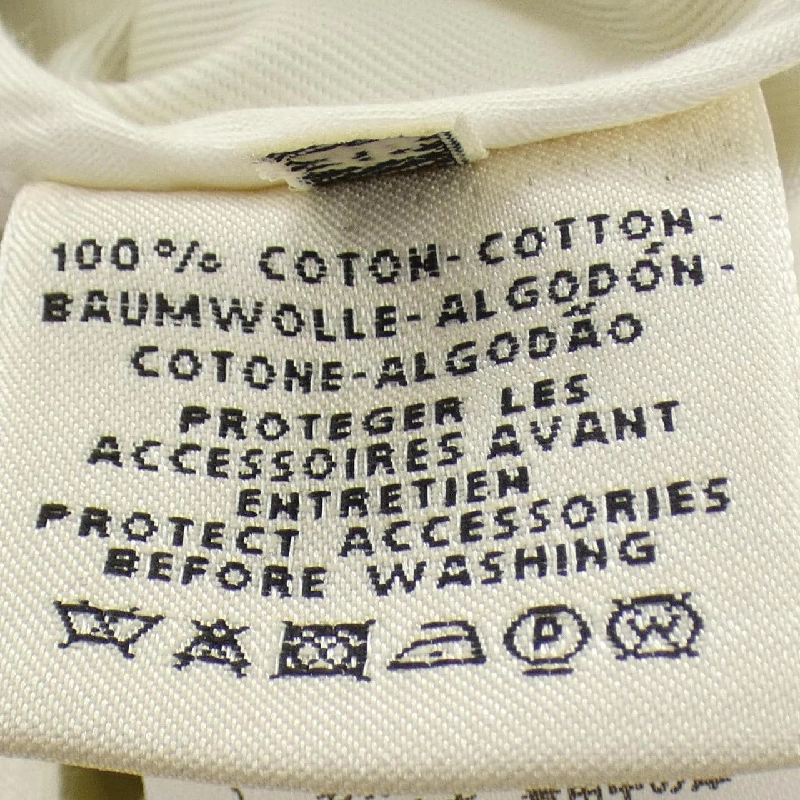 100% COTON-COTTON-
BAUMWOLLE-ALGODÓN-
COTONE-ALGODÃO
PROTEGER LES
ACCESSOIRES AVANT
ENTRETIEN
PROTECT ACCESSORIES
BEFORE WASHING
P W